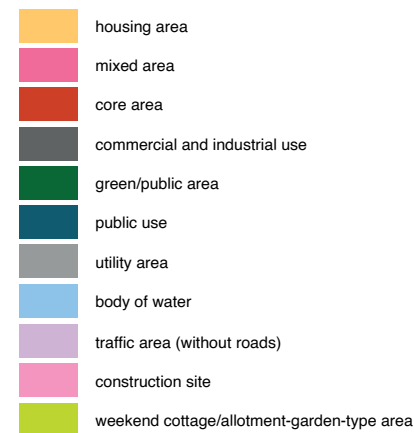 housing area
mixed area
core area
commercial and industrial use
green/public area
public use
utility area
body of water
traffic area (without roads)
construction site
weekend cottage/allotment-garden-type area